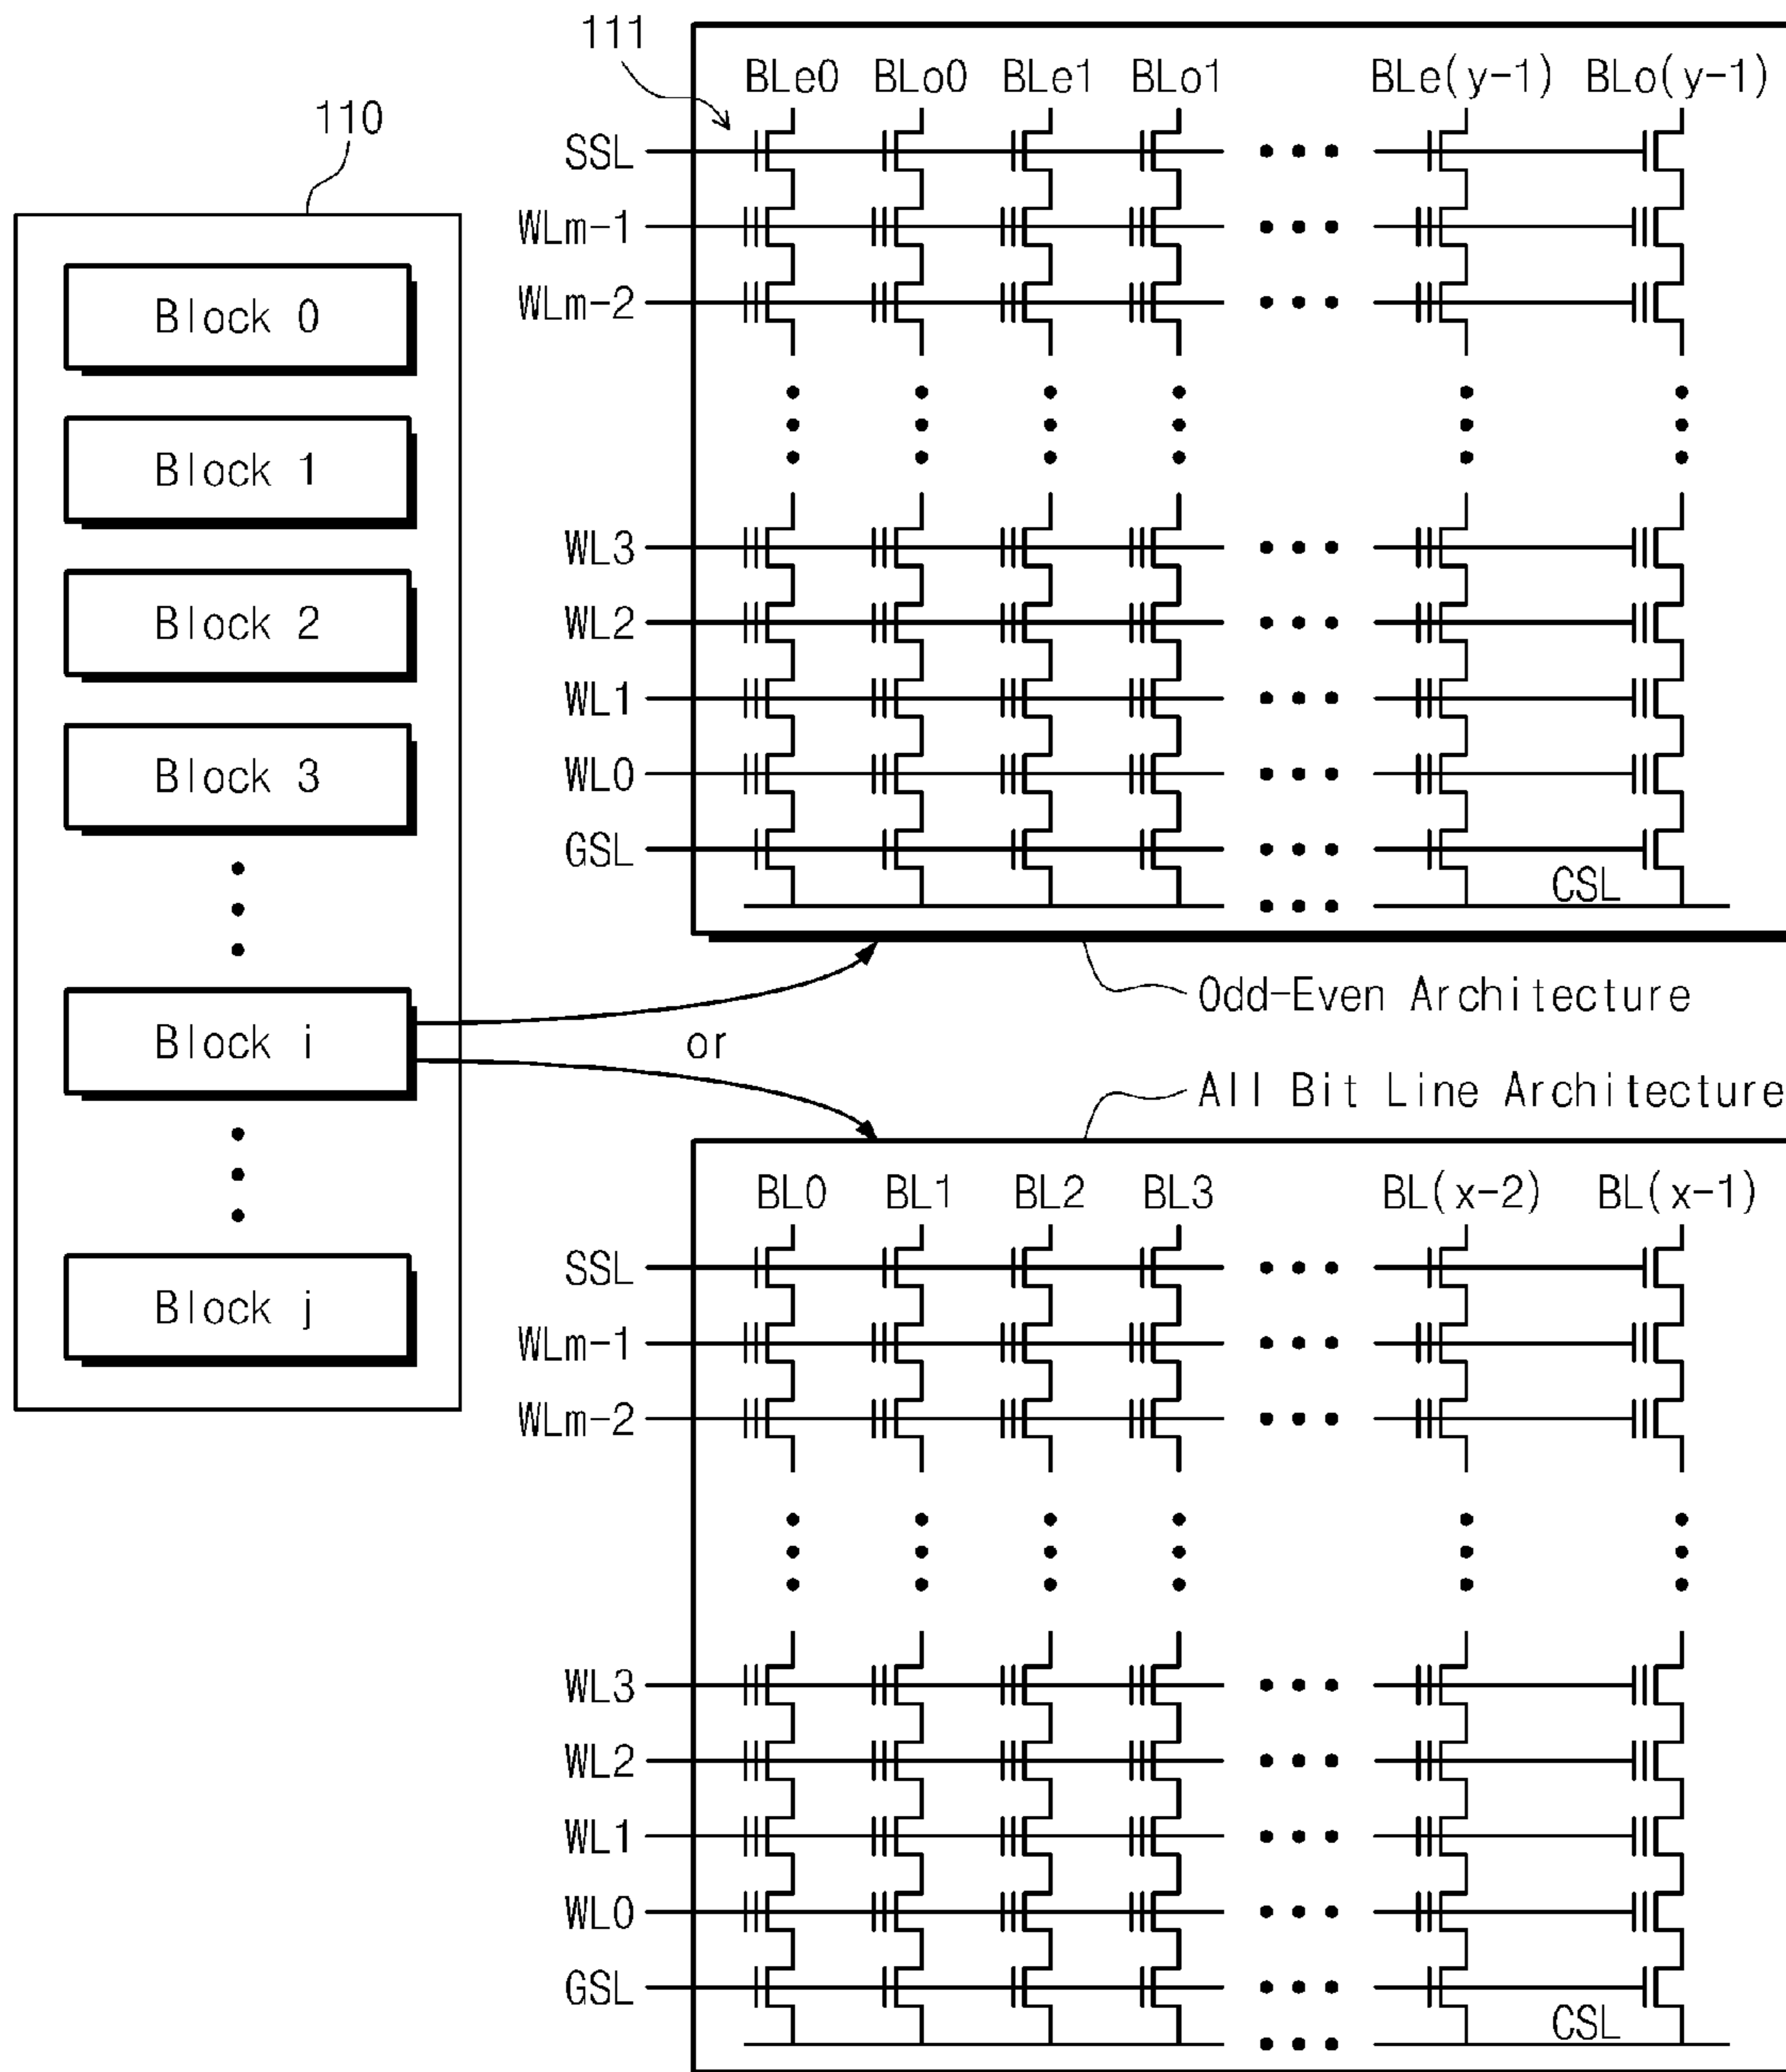 110
Block 0
Block 1
Block 2
Block 3
Block i
Block j
or
111
BLe0 BLo0 BLe1 BLo1 BLe(y-1) BLo(y-1)
SSL
WLm-1
WLm-2
WL3
WL2
WL1
WL0
GSL
CSL
Odd-Even Architecture
All Bit Line Architecture
BL0 BL1 BL2 BL3 BL(x-2) BL(x-1)
SSL
WLm-1
WLm-2
WL3
WL2
WL1
WL0
GSL
CSL